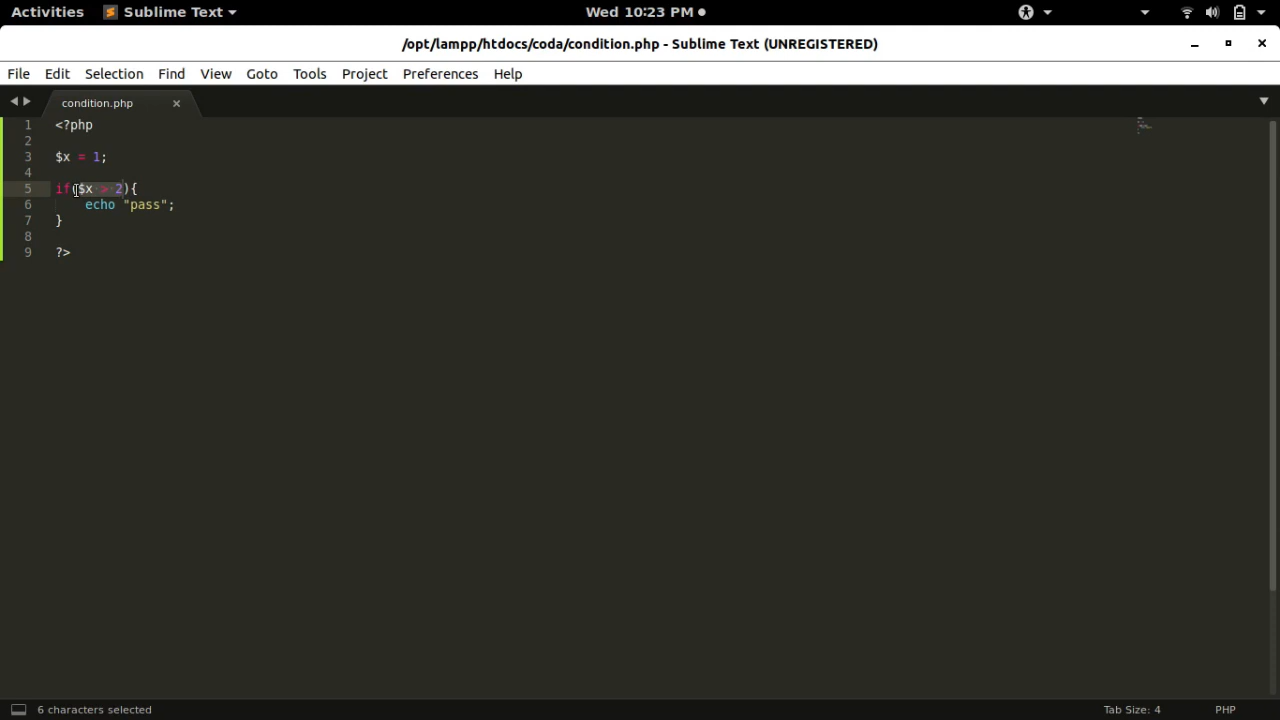 Activities Sublime Text Wed 10:23 PM
/opt/lampp/htdocs/coda/condition.php - Sublime Text (UNREGISTERED)
File Edit Selection Find View Goto Tools Project Preferences Help
condition.php
1 <?php
2
3 $x = 1;
4
5 if($x > 2){
6 echo "pass";
7 }
8
9 ?>
6 characters selected Tab Size: 4 PHP